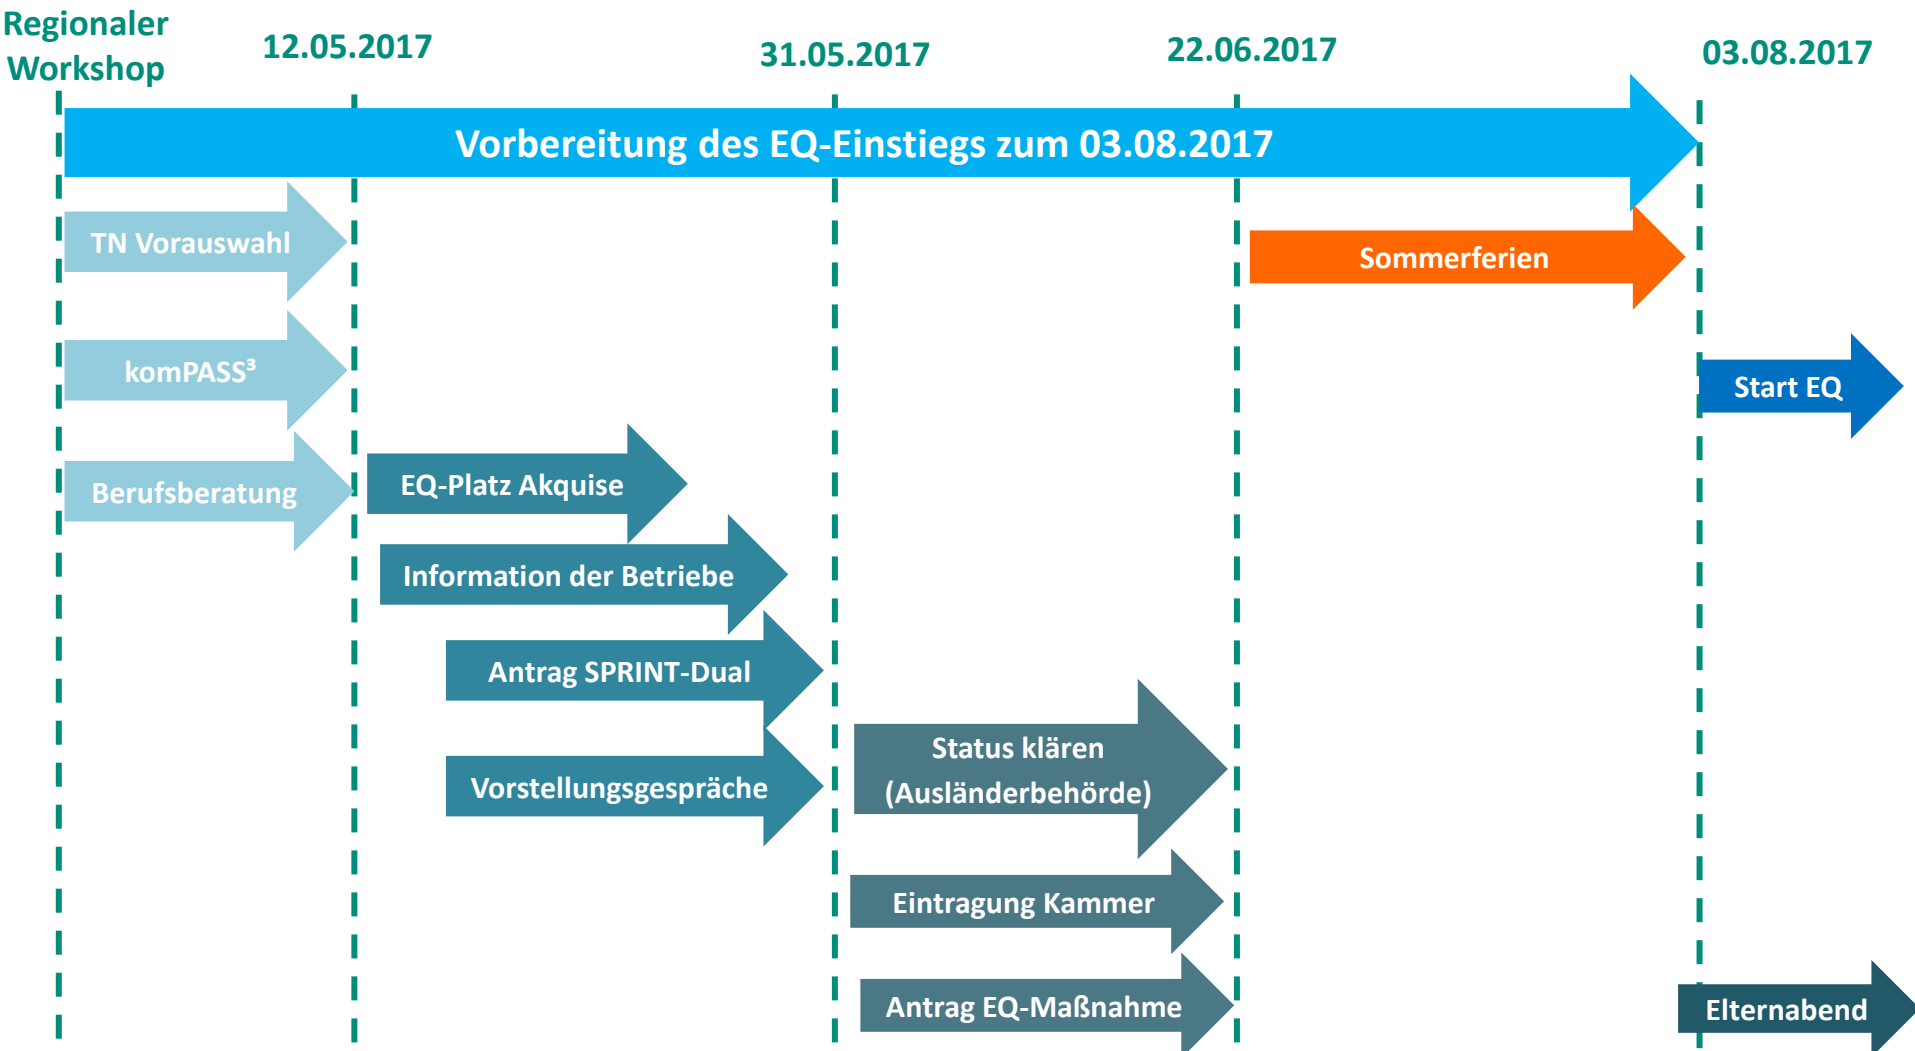 Regionaler
Workshop
12.05.2017
31.05.2017
22.06.2017
03.08.2017
Vorbereitung des EQ-Einstiegs zum 03.08.2017
TN Vorauswahl
Sommerferien
komPASS³
Start EQ
Berufsberatung
EQ-Platz Akquise
Information der Betriebe
Antrag SPRINT-Dual
Vorstellungsgespräche
Status klären
(Ausländerbehörde)
Eintragung Kammer
Antrag EQ-Maßnahme
Elternabend